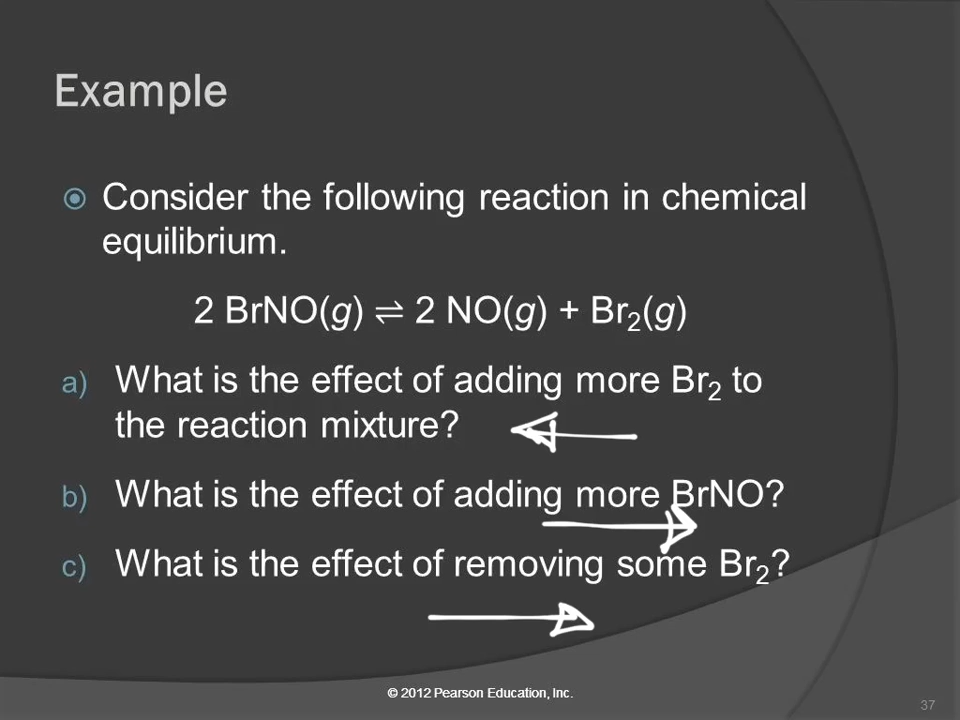 Example
Consider the following reaction in chemical
equilibrium.
2 BrNO(g) ⇌ 2 NO(g) + Br₂(g)
a) What is the effect of adding more Br₂ to
the reaction mixture?
b) What is the effect of adding more BrNO?
c) What is the effect of removing some Br₂?
© 2012 Pearson Education, Inc.
37